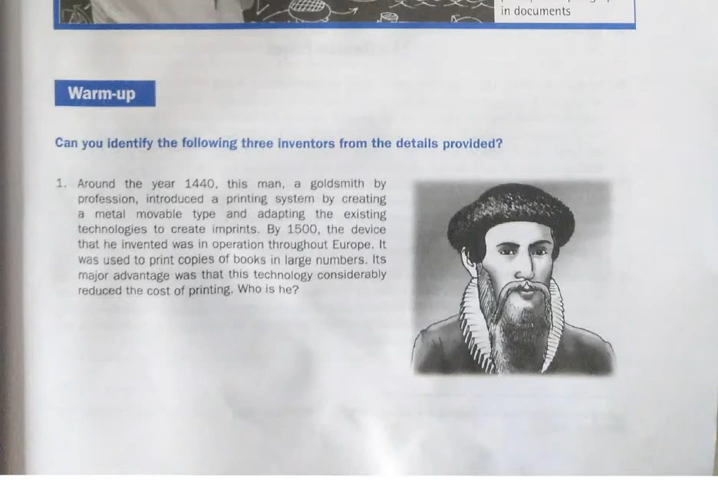 in documents
Warm-up
Can you identify the following three inventors from the details provided?
1. Around the year 1440, this man, a goldsmith by
profession, introduced a printing system by creating
a metal movable type and adapting the existing
technologies to create imprints. By 1500, the device
that he invented was in operation throughout Europe. It
was used to print copies of books in large numbers. Its
major advantage was that this technology considerably
reduced the cost of printing. Who is he?